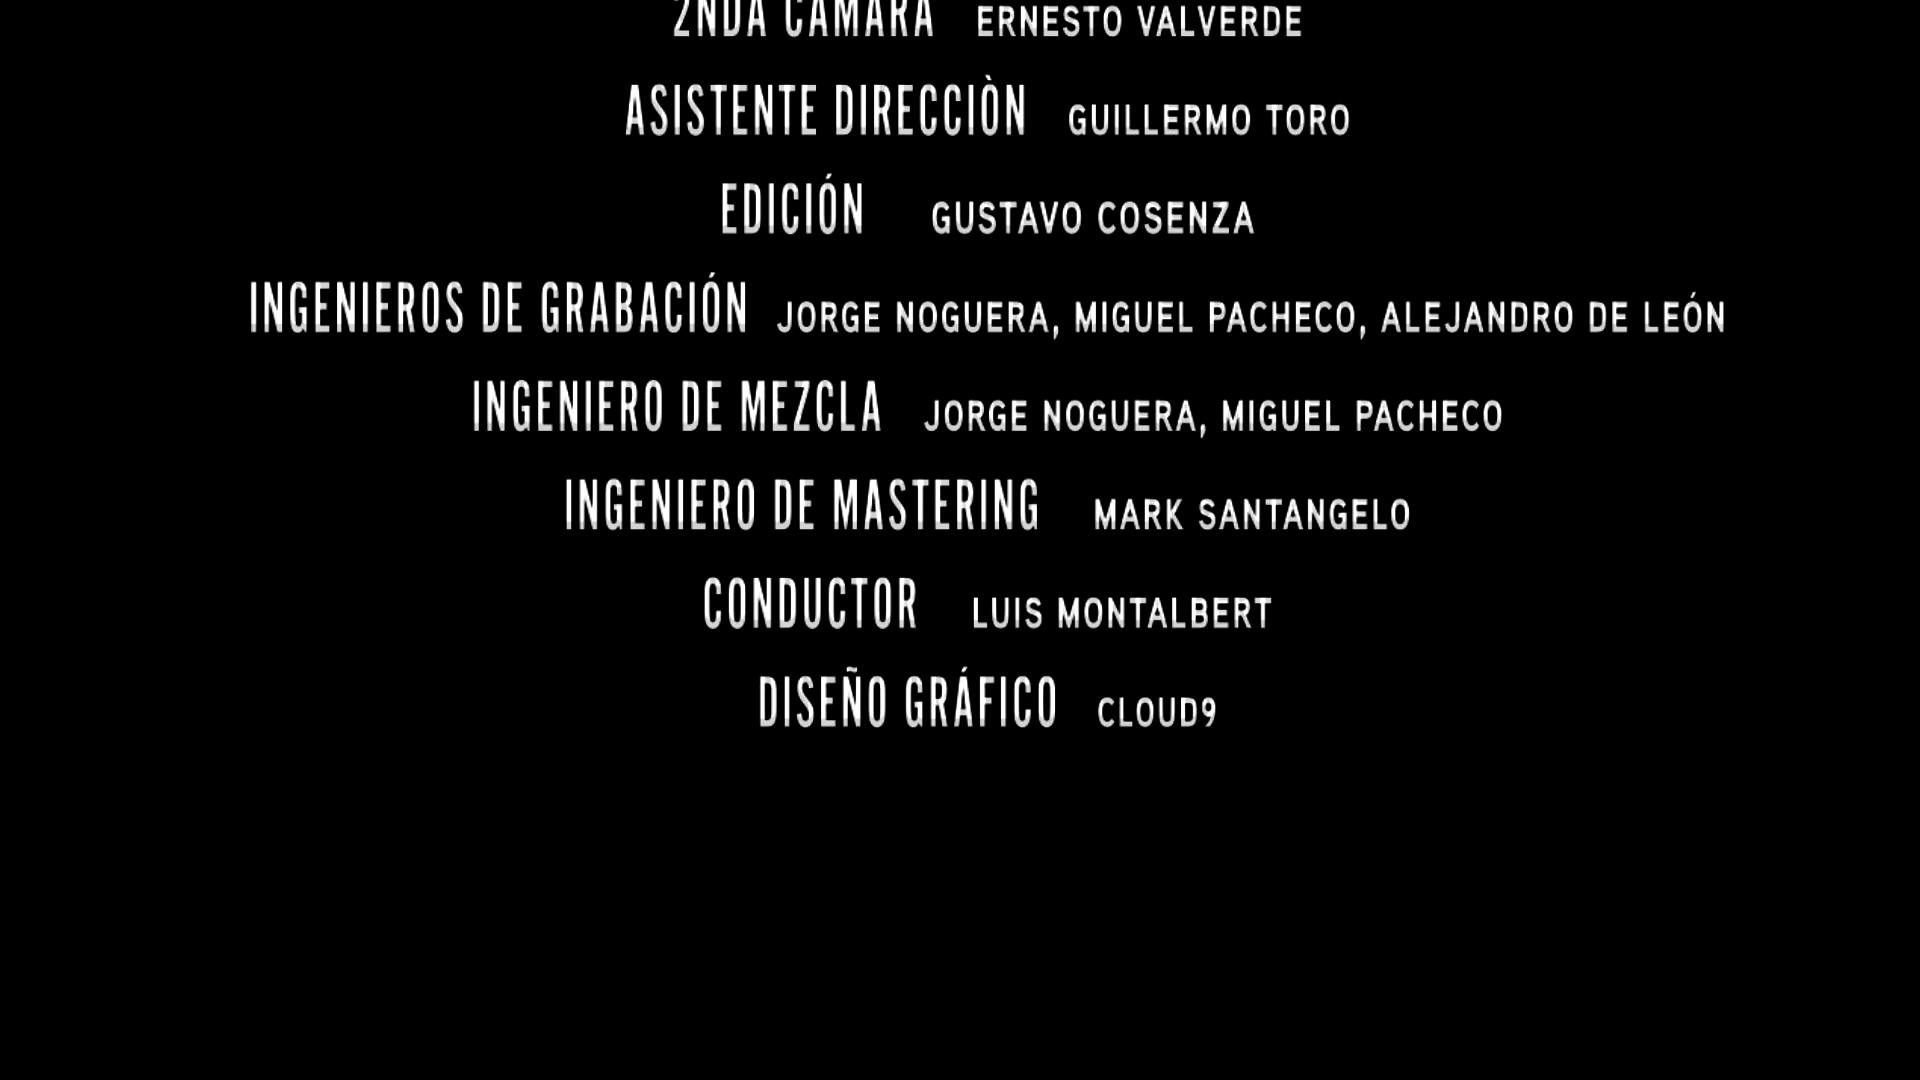 2NDA CÁMARA ERNESTO VALVERDE
ASISTENTE DIRECCIÒN GUILLERMO TORO
EDICIÓN GUSTAVO COSENZA
INGENIEROS DE GRABACIÓN JORGE NOGUERA, MIGUEL PACHECO, ALEJANDRO DE LEÓN
INGENIERO DE MEZCLA JORGE NOGUERA, MIGUEL PACHECO
INGENIERO DE MASTERING MARK SANTANGELO
CONDUCTOR LUIS MONTALBERT
DISEÑO GRÁFICO CLOUD9